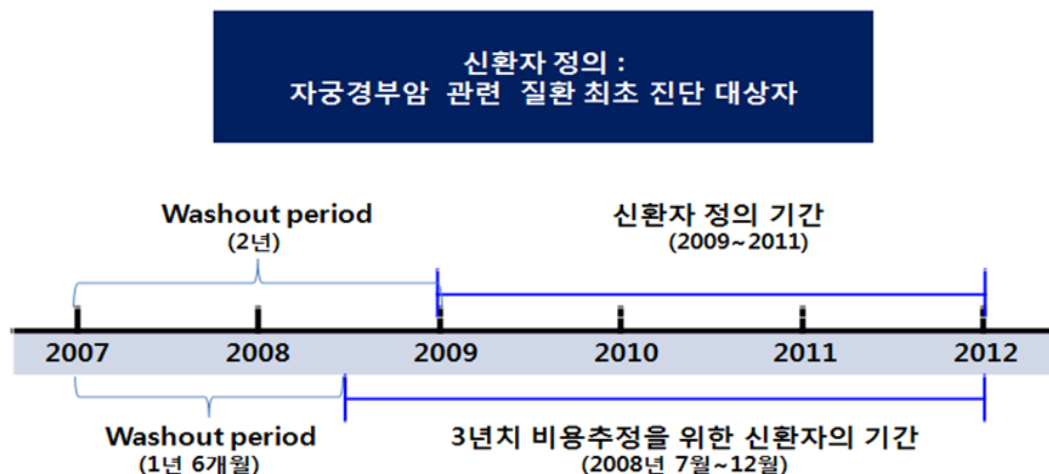 신환자 정의 :
자궁경부암 관련 질환 최초 진단 대상자
Washout period
(2년)
신환자 정의 기간
(2009~2011)
2007 2008 2009 2010 2011 2012
Washout period
(1년 6개월)
3년치 비용추정을 위한 신환자의 기간
(2008년 7월~12월)